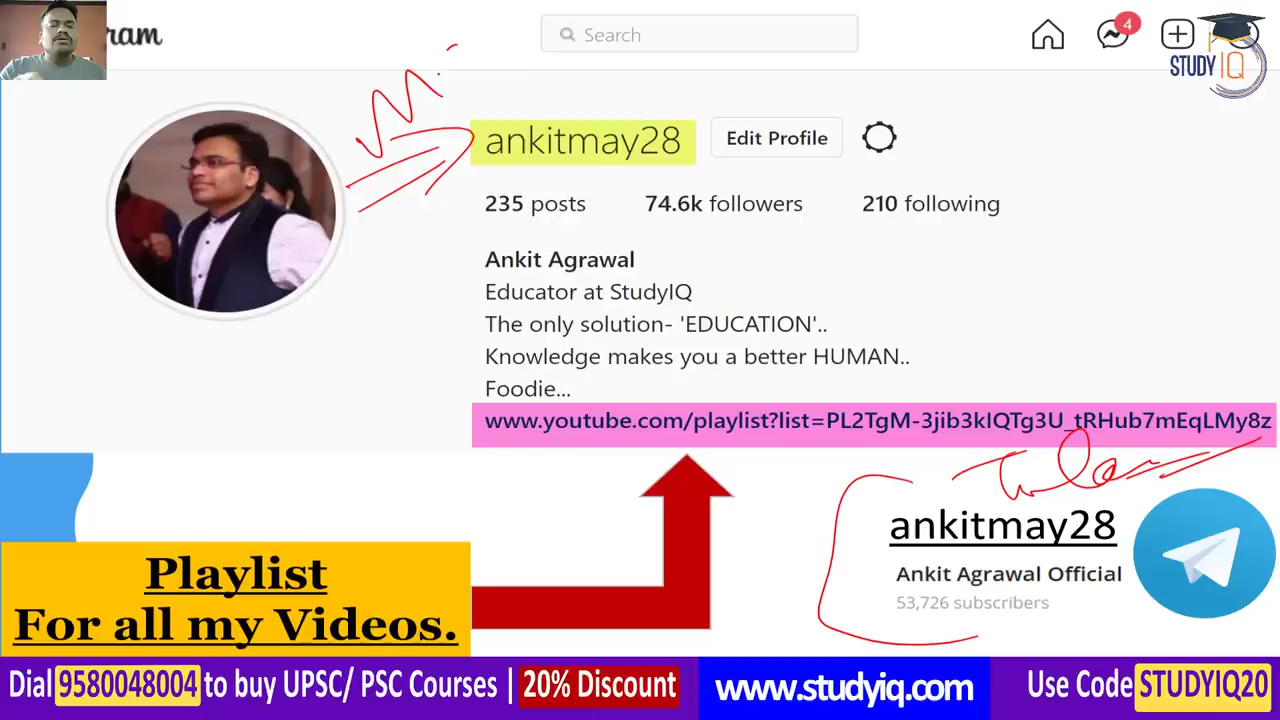 ram
Search
4
STUDY IQ
ankitmay28
Edit Profile
235 posts
74.6k followers
210 following
Ankit Agrawal
Educator at StudyIQ
The only solution- 'EDUCATION'..
Knowledge makes you a better HUMAN..
Foodie...
www.youtube.com/playlist?list=PL2TgM-3jib3kIQTg3U_tRHub7mEqLMy8z
ankitmay28
Ankit Agrawal Official
53,726 subscribers
Playlist
For all my Videos.
Dial 9580048004 to buy UPSC/ PSC Courses | 20% Discount
www.studyiq.com
Use Code STUDYIQ20